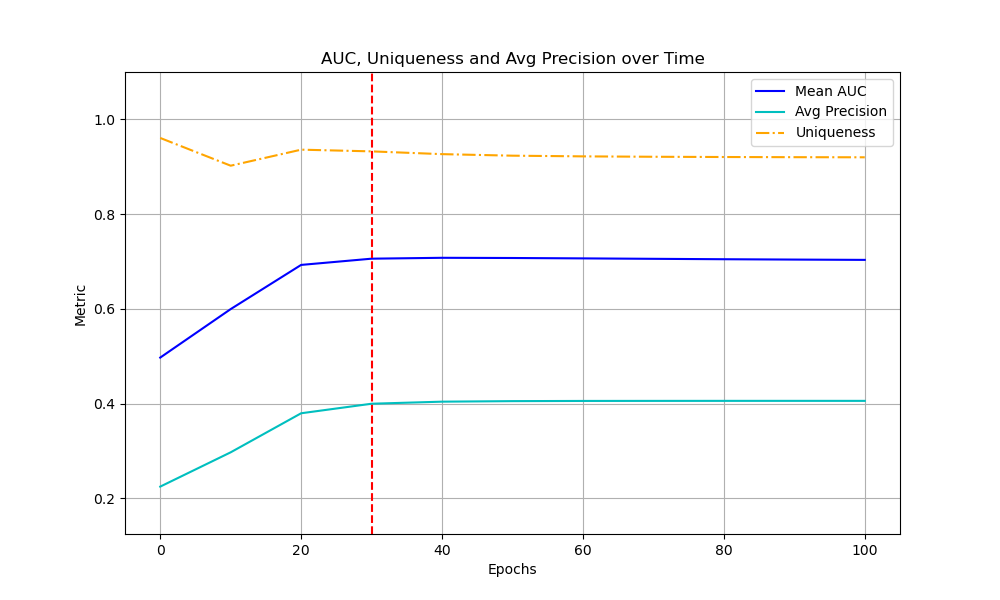 AUC, Uniqueness and Avg Precision over Time
Mean AUC
Avg Precision
Uniqueness
1.0
0.8
0.6
0.4
0.2
Metric
0 20 40 60 80 100
Epochs